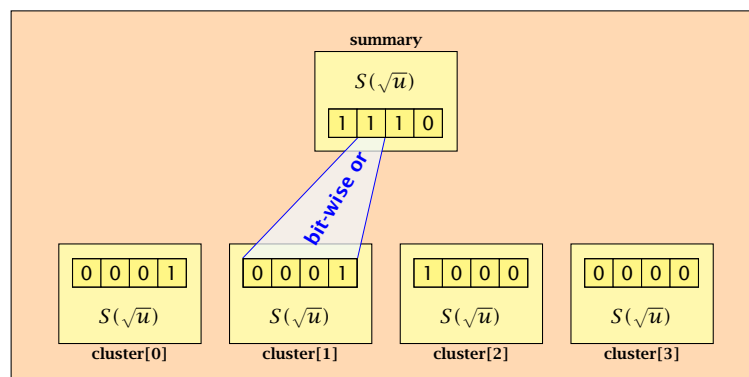 summary
S(√u)
1 1 1 0
bit-wise or
0 0 0 1
0 0 0 1
1 0 0 0
0 0 0 0
S(√u)
S(√u)
S(√u)
S(√u)
cluster[0]
cluster[1]
cluster[2]
cluster[3]